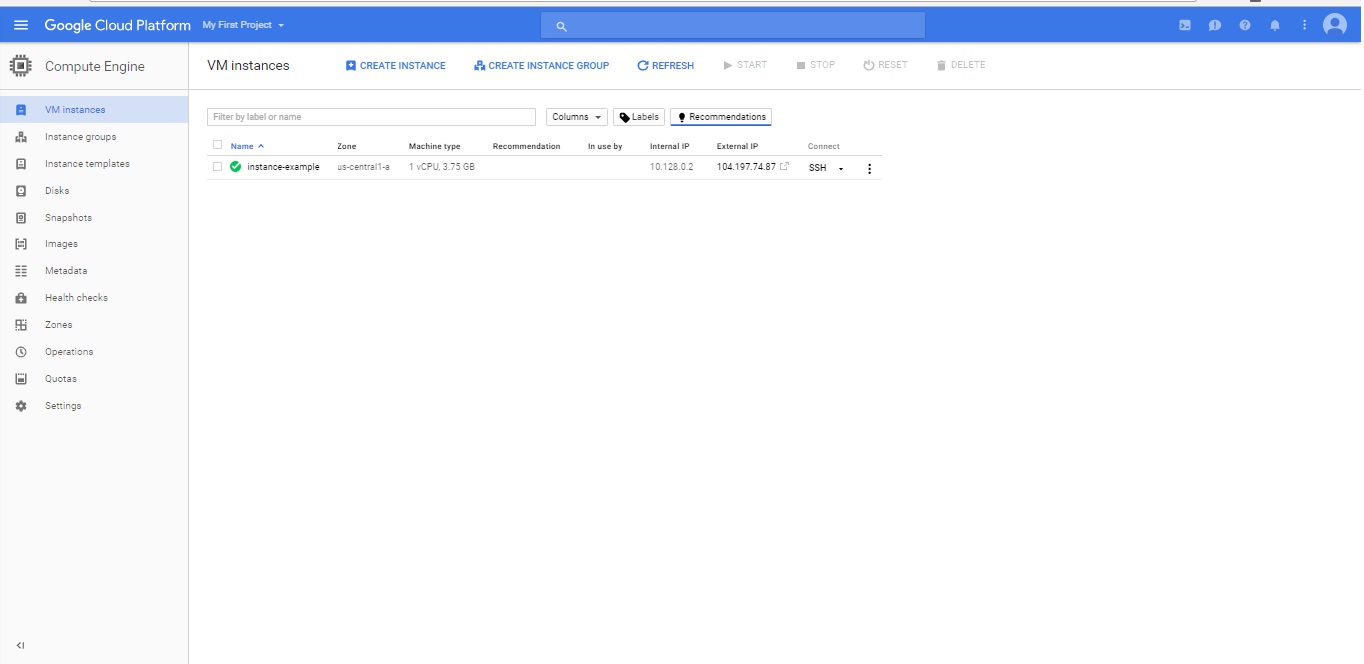 Google Cloud Platform My First Project
Compute Engine
VM instances CREATE INSTANCE CREATE INSTANCE GROUP REFRESH START STOP RESET DELETE
VM instances
Instance groups
Instance templates
Disks
Snapshots
Images
Metadata
Health checks
Zones
Operations
Quotas
Settings
Filter by label or name Columns Labels Recommendations
Name Zone Machine type Recommendation In use by Internal IP External IP Connect
instance-example us-central1-a 1 vCPU, 3.75 GB 10.128.0.2 104.197.74.87 SSH